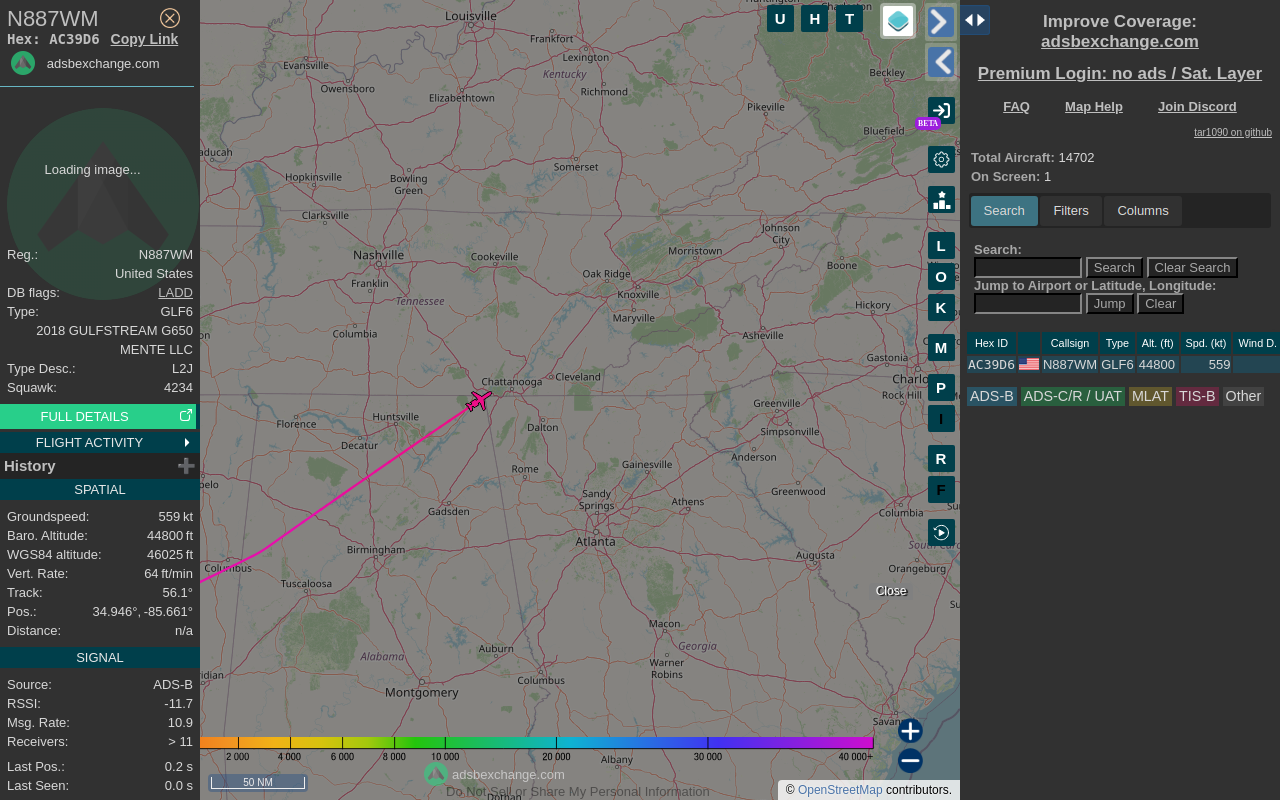 N887WM
Hex: AC39D6 Copy Link
adsbexchange.com
Loading image...
Reg.: N887WM
United States
DB flags: LADD
Type: GLF6
2018 GULFSTREAM G650
MENTE LLC
Type Desc.: L2J
Squawk: 4234
FULL DETAILS
FLIGHT ACTIVITY
History
SPATIAL
Groundspeed: 559 kt
Baro. Altitude: 44800 ft
WGS84 altitude: 46025 ft
Vert. Rate: 64 ft/min
Track: 56.1°
Pos.: 34.946°, -85.661°
Distance: n/a
SIGNAL
Source: ADS-B
RSSI: -11.7
Msg. Rate: 10.9
Receivers: > 11
Last Pos.: 0.2 s
Last Seen: 0.0 s
Louisville
Frankfort
Lexington
Evansville
Kentucky
Owensboro
Richmond
Elizabethtown
Beckley
Pikeville
Bluefield
aducah
Somerset
Hopkinsville
Bowling
Green
Clarksville
Johnson
City
Nashville
Cookeville
Morristown
Boone
Oak Ridge
Franklin
Knoxville
Tennessee
Hickory
Maryville
Columbia
Asheville
Gastonia
Chattanooga
Cleveland
Charlo
Rock Hill
Huntsville
Greenville
Florence
Dalton
Simpsonville
Decatur
Anderson
Rome
Gainesville
pelo
Sandy
Springs
Greenwood
Athens
Gadsden
Columbia
Atlanta
Birmingham
Augusta
Columbus
Orangeburg
Tuscaloosa
Macon
Auburn
Georgia
Alabama
Warner
Robins
ridian
Columbus
Montgomery
Savan
Albany
Dothan
U H T
BETA
L
O
K
M
P
I
R
F
Close
2 000 4 000 6 000 8 000 10 000 20 000 30 000 40 000+
adsbexchange.com
50 NM
Do Not Sell or Share My Personal Information
© OpenStreetMap contributors.
Improve Coverage:
adsbexchange.com
Premium Login: no ads / Sat. Layer
FAQ Map Help Join Discord
tar1090 on github
Total Aircraft: 14702
On Screen: 1
Search Filters Columns
Search:
Search Clear Search
Jump to Airport or Latitude, Longitude:
Jump Clear
Hex ID Callsign Type Alt. (ft) Spd. (kt) Wind D.
AC39D6 N887WM GLF6 44800 559
ADS-B ADS-C/R / UAT MLAT TIS-B Other